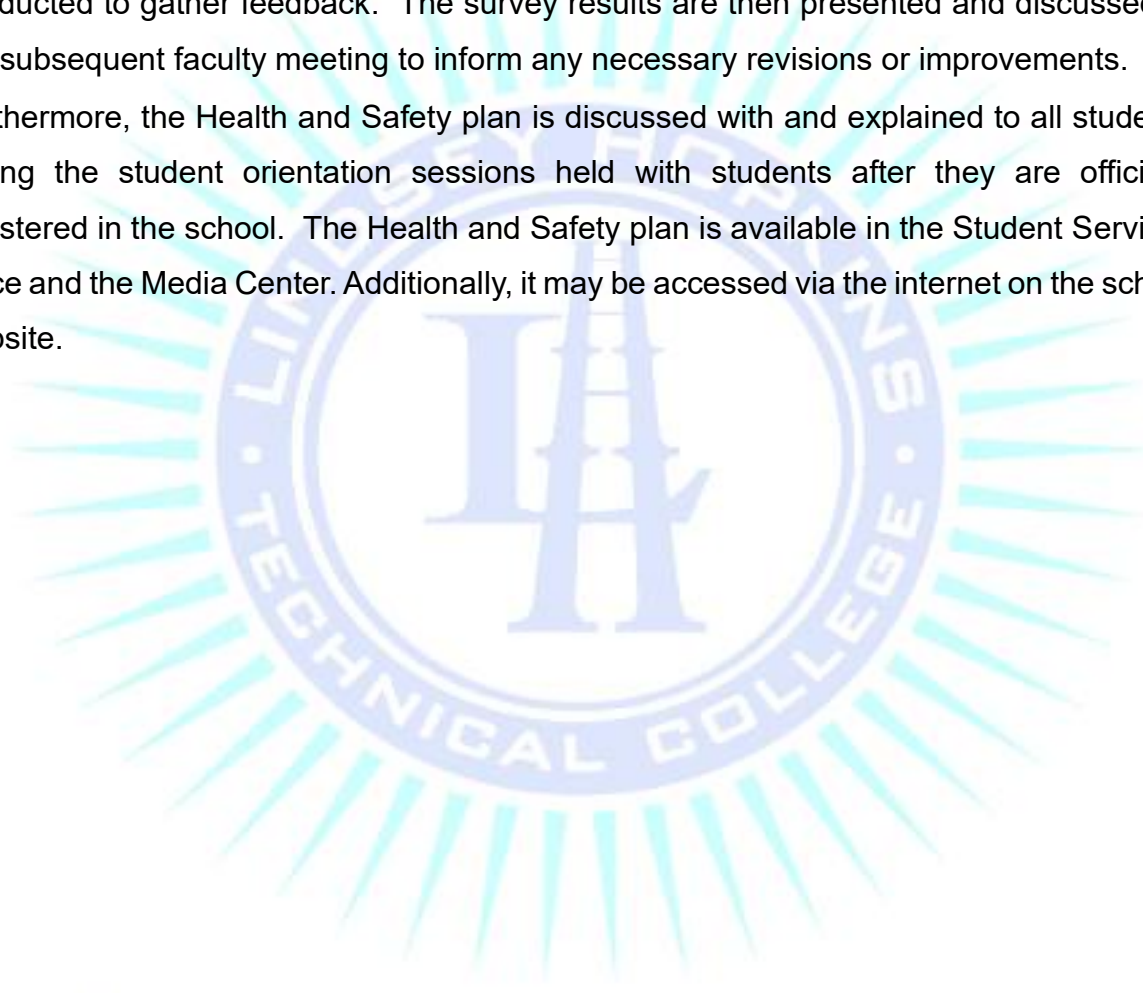 ducted to gather feedback. The survey results are then presented and discussed
subsequent faculty meeting to inform any necessary revisions or improvements.
thermore, the Health and Safety plan is discussed with and explained to all stude
ng the student orientation sessions held with students after they are offici
stered in the school. The Health and Safety plan is available in the Student Servi
ce and the Media Center. Additionally, it may be accessed via the internet on the sch
site.
LINDSEY HOPKINS
LH
TECHNICAL COLLEGE